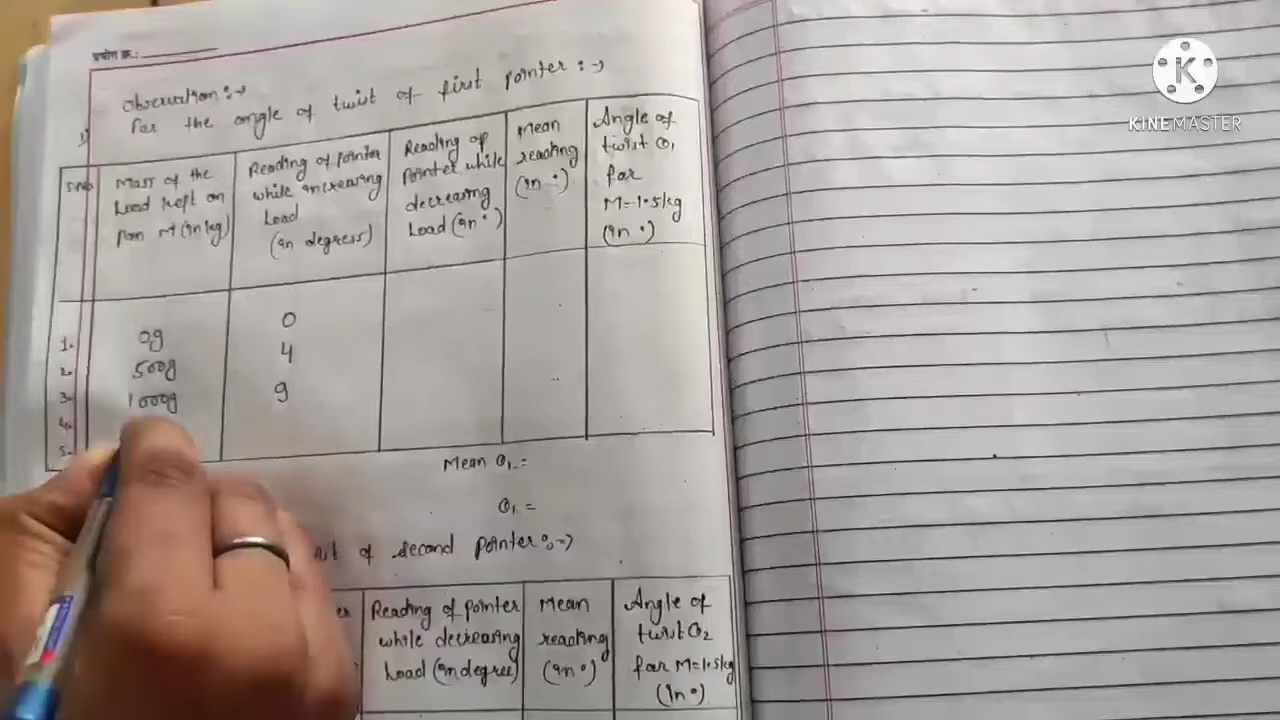 प्रयोग क्र.:
Observation:→
1) For the angle of twist of first pointer:→
S.No.
Mass of the
Load kept on
pan M (in kg)
Reading of pointer
while increasing
Load
(in degress)
Reading of
pointer while
decreasing
Load (in °)
Mean
reading
(in °)
Angle of
twist θ₁
for
M=1.5kg
(in °)
1. 0g 0
2. 500g 4
3. 1000g 9
4.
5.
Mean θ₁ =
θ₁ =
of second pointer:→
Reading of pointer
while decreasing
Load (in degree)
Mean
reading
(in °)
Angle of
twist θ₂
for M=1.5kg
(in °)
K
KINEMASTER